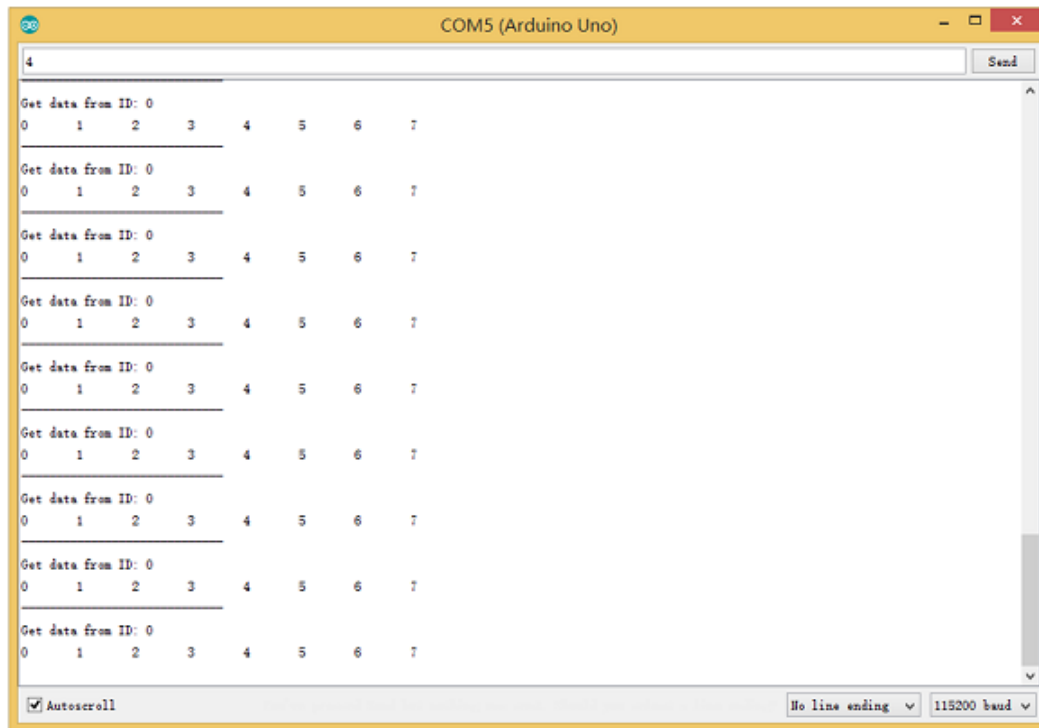 COM5 (Arduino Uno)
4
Send
Get data from ID: 0
0 1 2 3 4 5 6 7
Get data from ID: 0
0 1 2 3 4 5 6 7
Get data from ID: 0
0 1 2 3 4 5 6 7
Get data from ID: 0
0 1 2 3 4 5 6 7
Get data from ID: 0
0 1 2 3 4 5 6 7
Get data from ID: 0
0 1 2 3 4 5 6 7
Get data from ID: 0
0 1 2 3 4 5 6 7
Get data from ID: 0
0 1 2 3 4 5 6 7
Get data from ID: 0
0 1 2 3 4 5 6 7
Autoscroll
No line ending
115200 baud